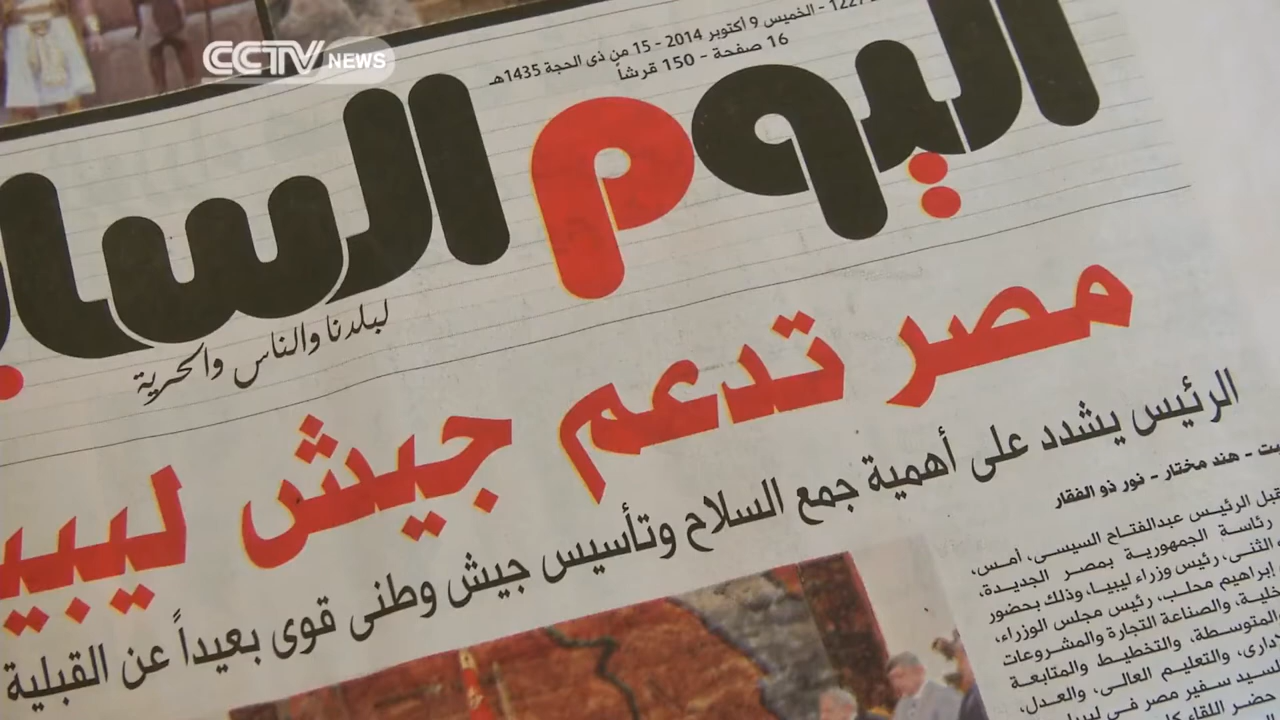 CCTV NEWS
الخميس 9 أكتوبر 2014 - 15 من ذى الحجة 1435هـ
16 صفحة - 150 قرشاً
اليوم
لبلدنا والناس والحرية
مصر تدعم جيش
الرئيس يشدد على أهمية جمع السلاح وتأسيس جيش وطنى قوى بعيداً عن القبلية
هند مختار - نور ذو الفقار
الرئيس عبدالفتاح السيسى، أمس،
رئاسة الجمهورية بمصر الجديدة،
الثنى، رئيس وزراء ليبيا، وذلك بحضور
إبراهيم محلب، رئيس مجلس الوزراء،
والصناعة التجارة والمشروعات
المتوسطة، والتخطيط والمتابعة
والتعليم العالى، والعدل،
سفير مصر فى
حضر اللقاء